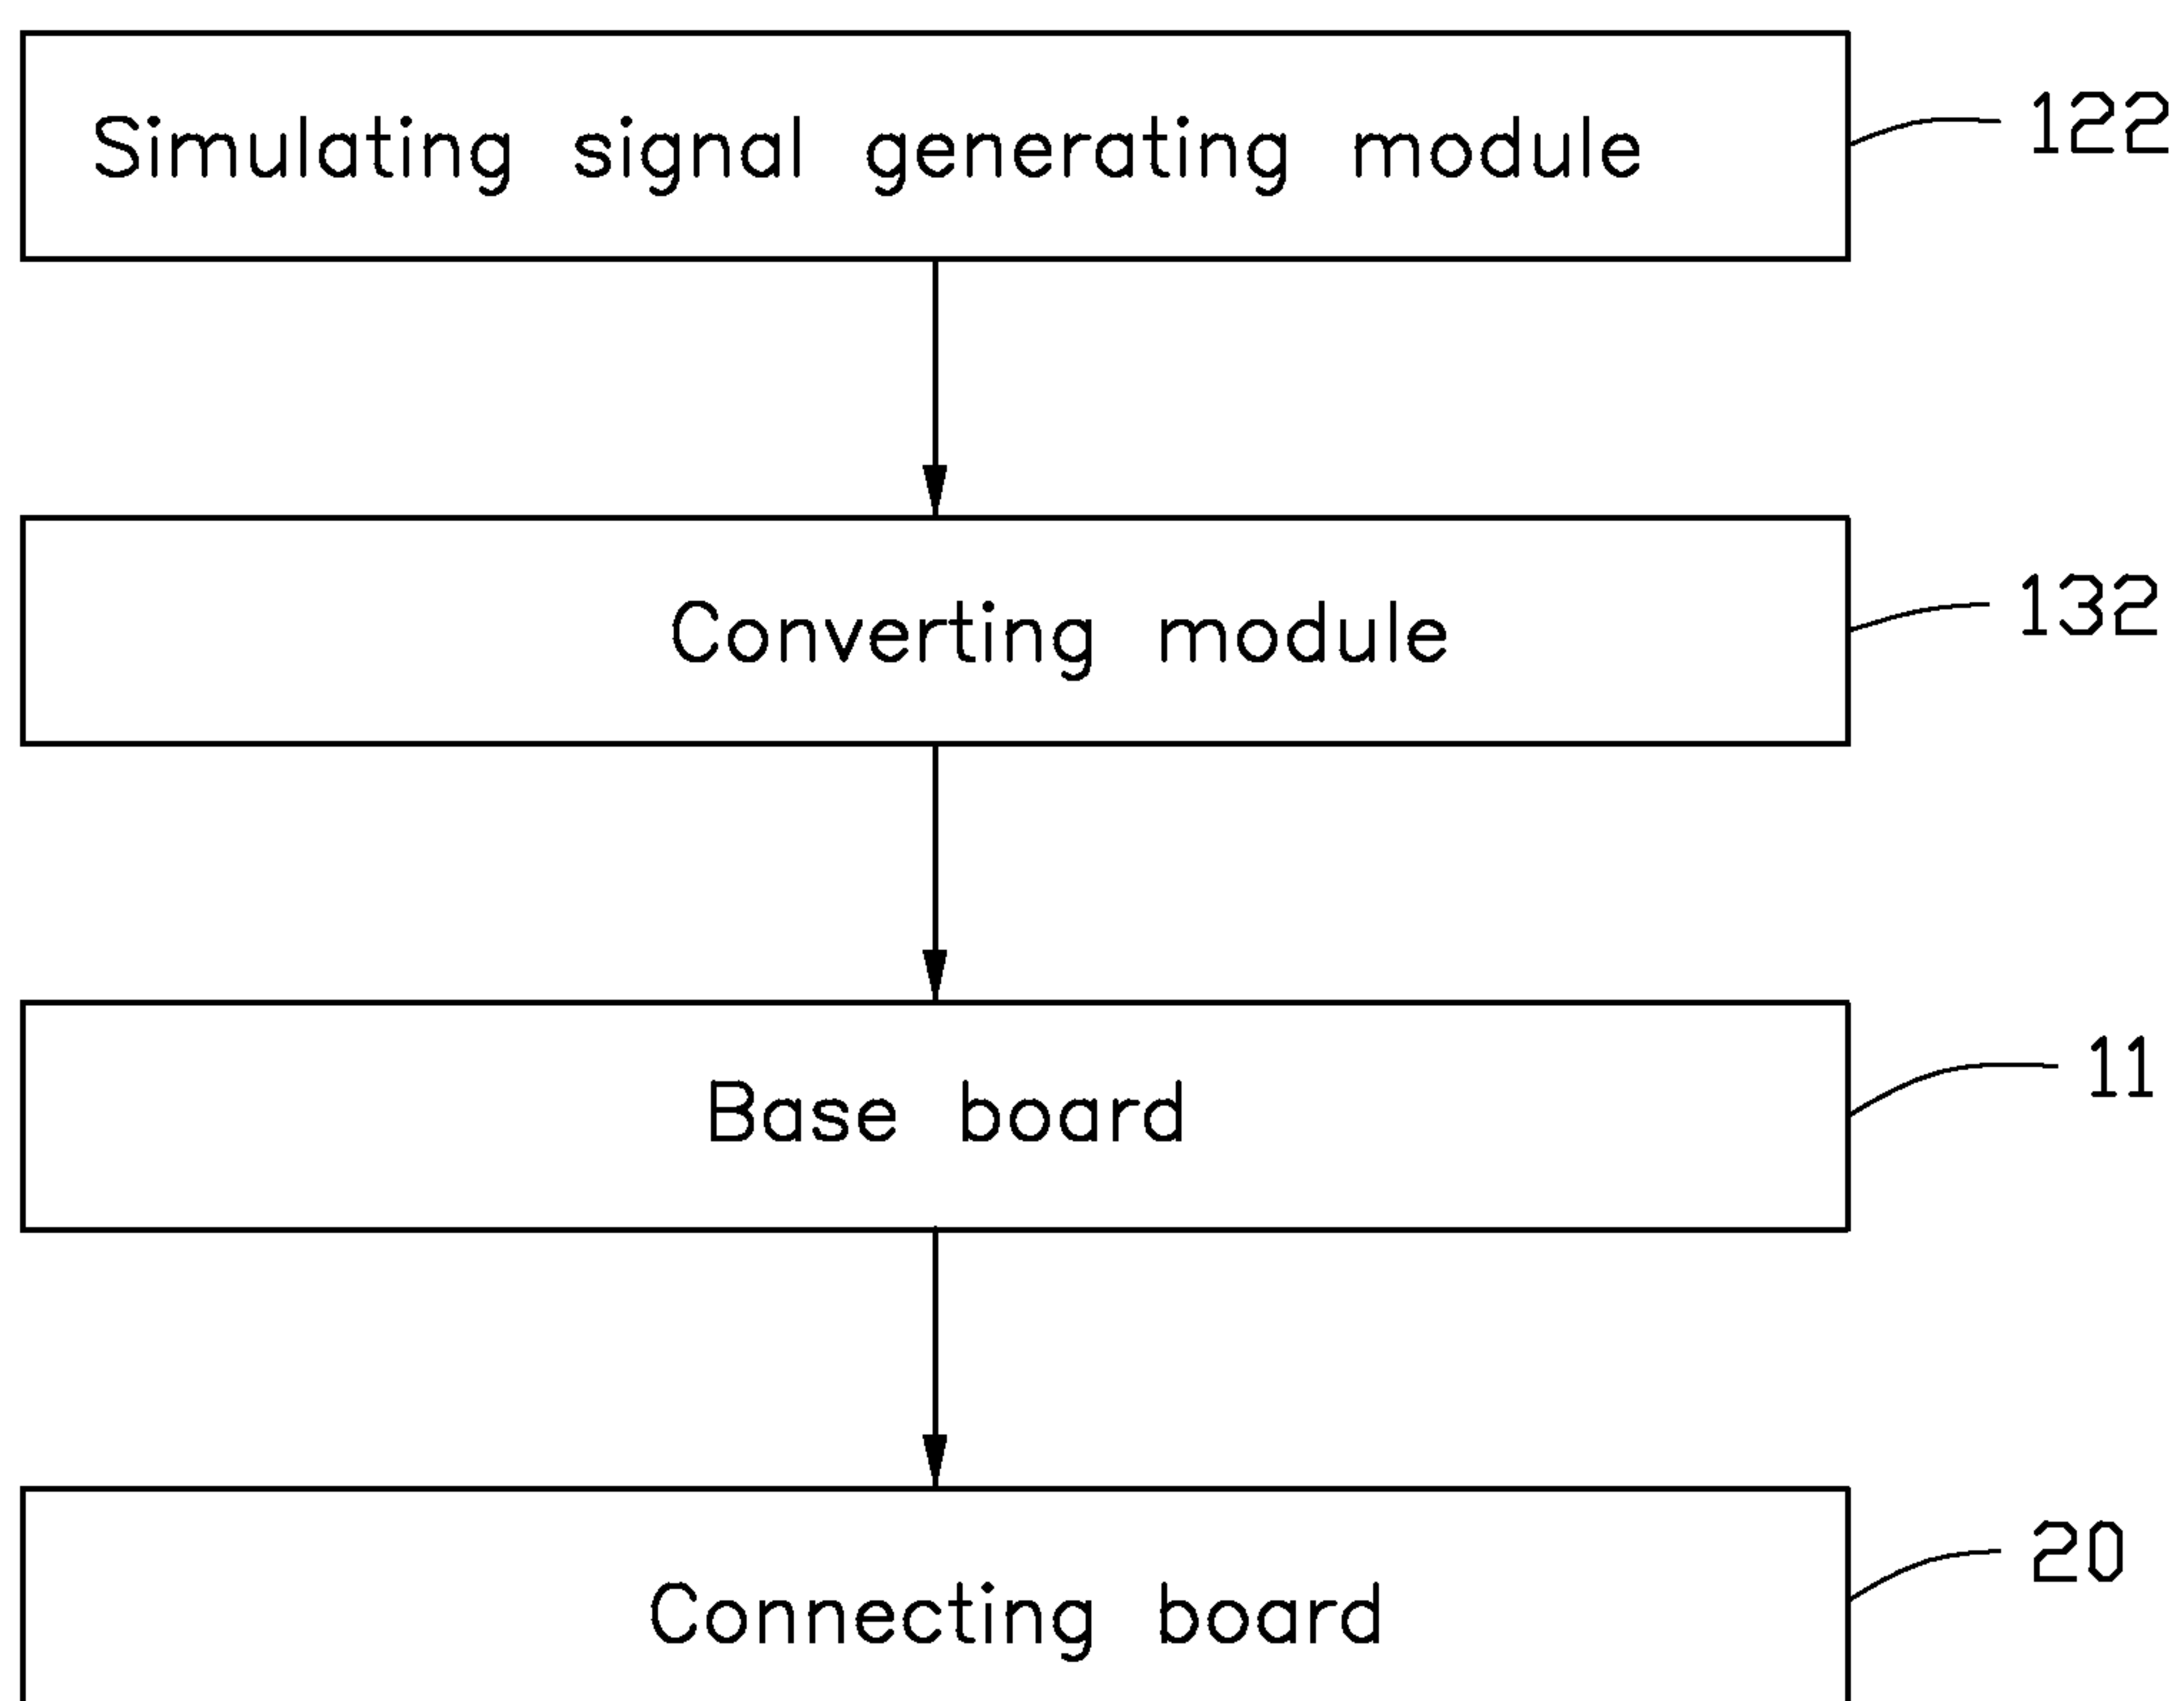 Simulating signal generating module 122
Converting module 132
Base board 11
Connecting board 20